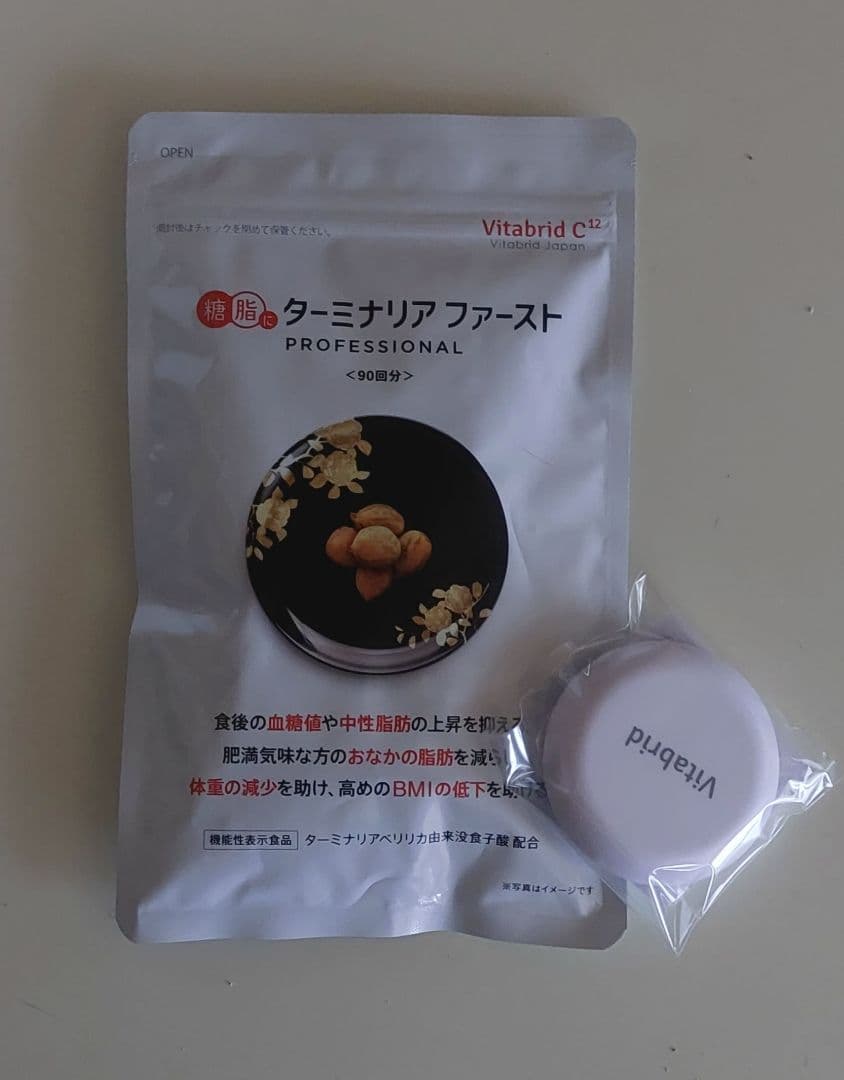 OPEN
開封後はチャックを閉めて保管ください。
Vitabrid C12
Vitabrid Japan
糖 脂 に ターミナリア ファースト
PROFESSIONAL
<90回分>
食後の血糖値や中性脂肪の上昇を抑える
肥満気味な方のおなかの脂肪を減らし
体重の減少を助け、高めのBMIの低下を助ける
機能性表示食品 ターミナリアベリリカ由来没食子酸 配合
※写真はイメージです
Vitabrid